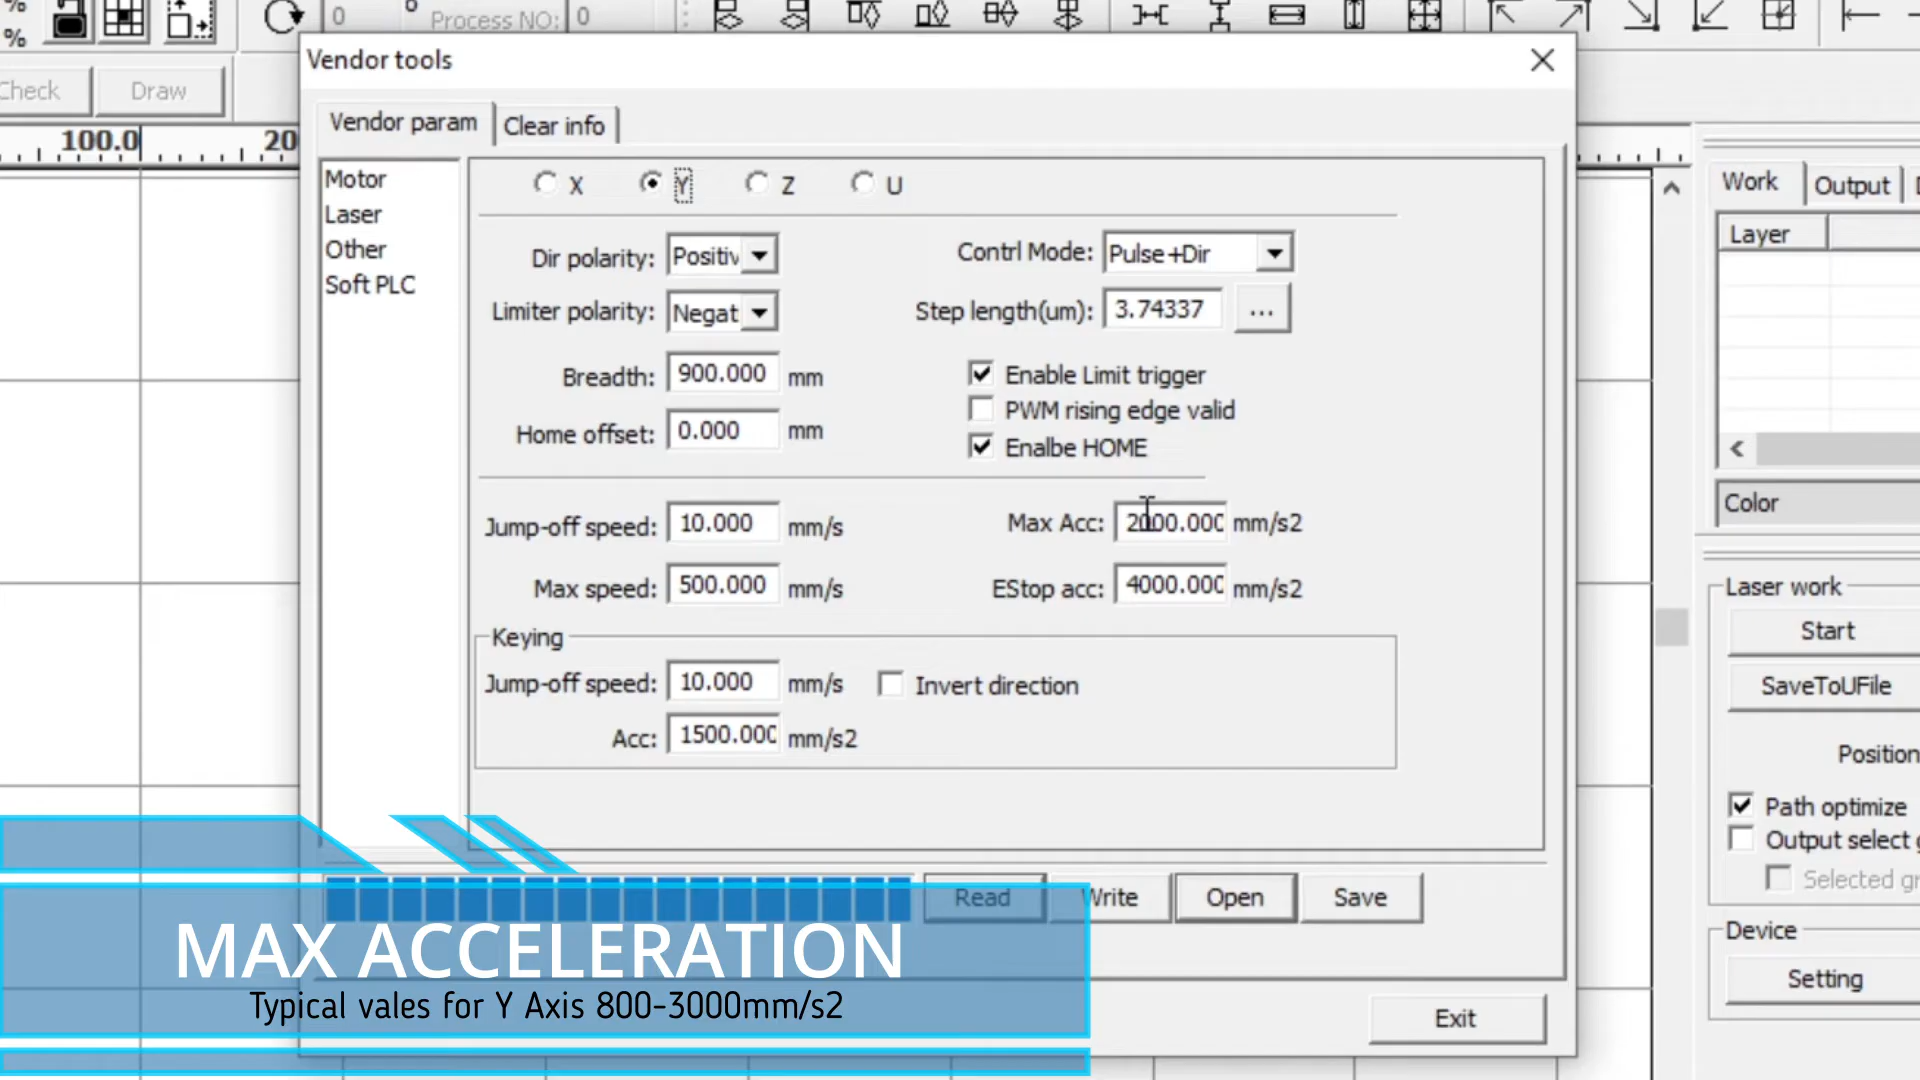 %
0
Process NO:
0
%
Check
Draw
100.0
20
Vendor tools
Vendor param
Clear info
Motor
Laser
Other
Soft PLC
X
Y
Z
U
Dir polarity:
Positiv
Contrl Mode:
Pulse+Dir
Limiter polarity:
Negat
Step length(um):
3.74337
...
Breadth:
900.000
mm
Enable Limit trigger
PWM rising edge valid
Home offset:
0.000
mm
Enalbe HOME
Jump-off speed:
10.000
mm/s
Max Acc:
2000.000
mm/s2
Max speed:
500.000
mm/s
EStop acc:
4000.000
mm/s2
Keying
Jump-off speed:
10.000
mm/s
Invert direction
Acc:
1500.000
mm/s2
Read
Write
Open
Save
Exit
Work
Output
Layer
Color
Laser work
Start
SaveToUFile
Position
Path optimize
Output select g
Selected gr
Device
Setting
MAX ACCELERATION
Typical vales for Y Axis 800-3000mm/s2